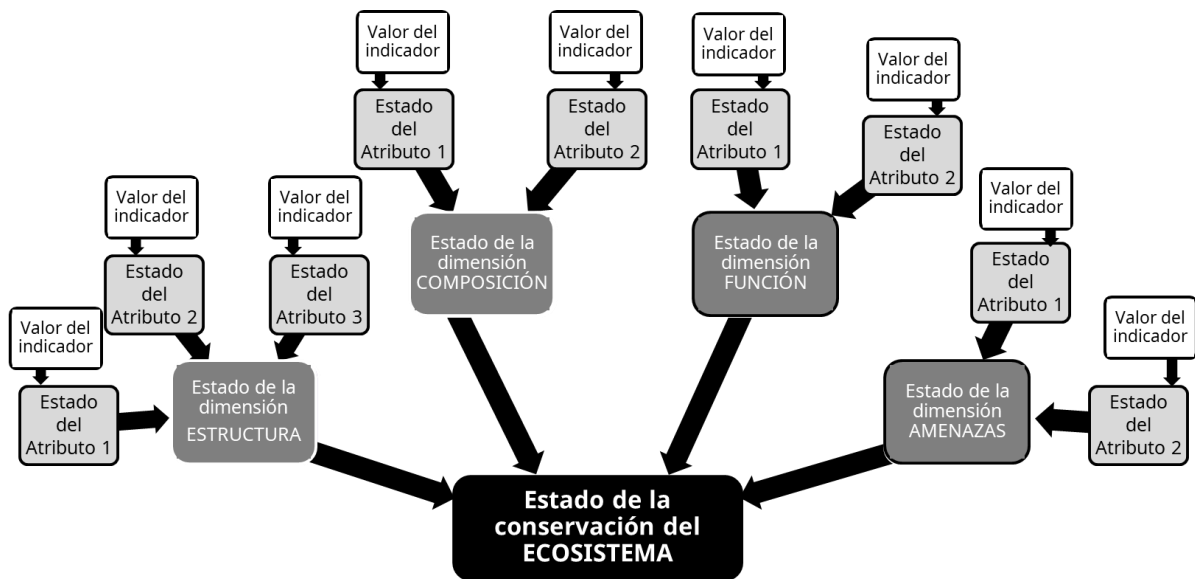 Valor del
indicador
Estado
del
Atributo 1
Valor del
indicador
Estado
del
Atributo 2
Valor del
indicador
Estado
del
Atributo 3
Estado de la
dimensión
ESTRUCTURA
Valor del
indicador
Estado
del
Atributo 1
Valor del
indicador
Estado
del
Atributo 2
Estado de la
dimensión
COMPOSICIÓN
Valor del
indicador
Estado
del
Atributo 1
Valor del
indicador
Estado
del
Atributo 2
Estado de la
dimensión
FUNCIÓN
Valor del
indicador
Estado
del
Atributo 1
Valor del
indicador
Estado
del
Atributo 2
Estado de la
dimensión
AMENAZAS
Estado de la
conservación del
ECOSISTEMA